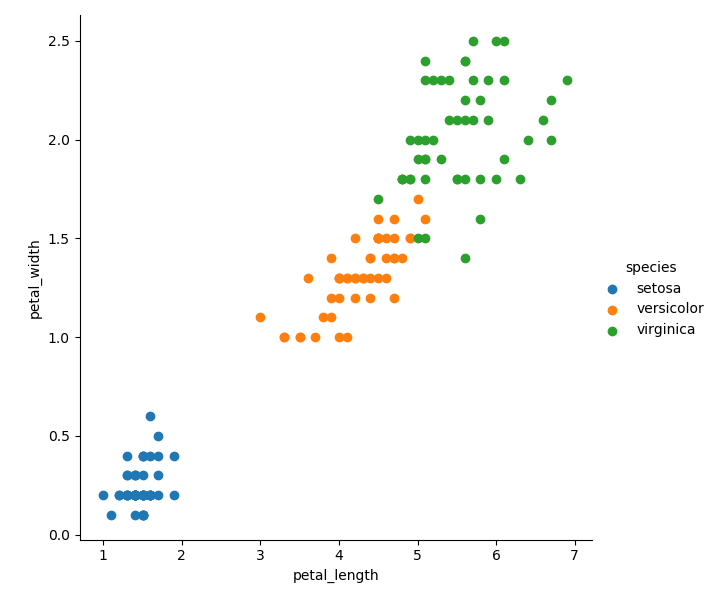 2.5
2.0
1.5
1.0
0.5
0.0
petal_width
1 2 3 4 5 6 7
petal_length
species
setosa
versicolor
virginica